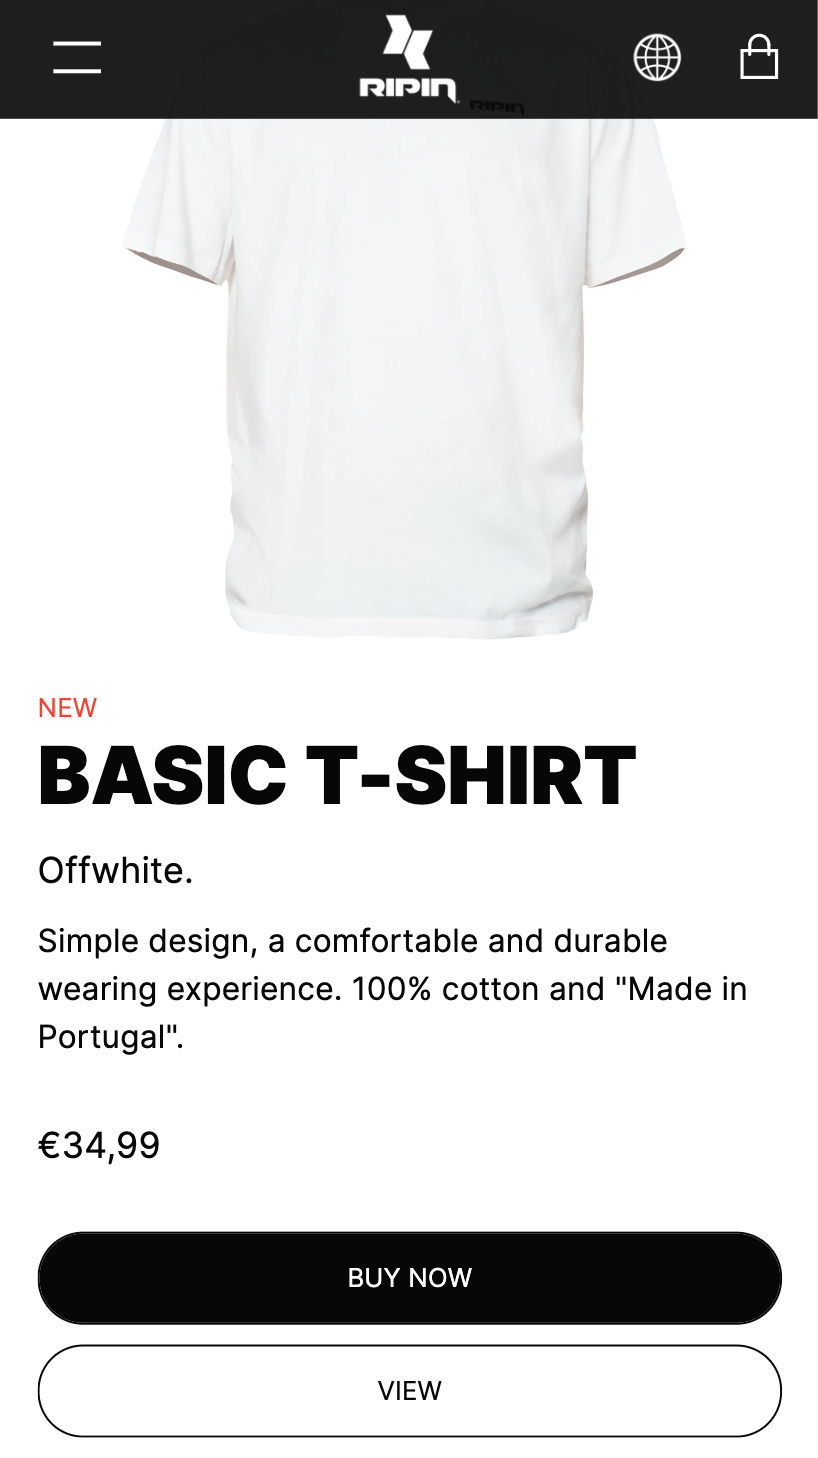 RIPIN
RIPIN
NEW
BASIC T-SHIRT
Offwhite.
Simple design, a comfortable and durable
wearing experience. 100% cotton and "Made in
Portugal".
€34,99
BUY NOW
VIEW